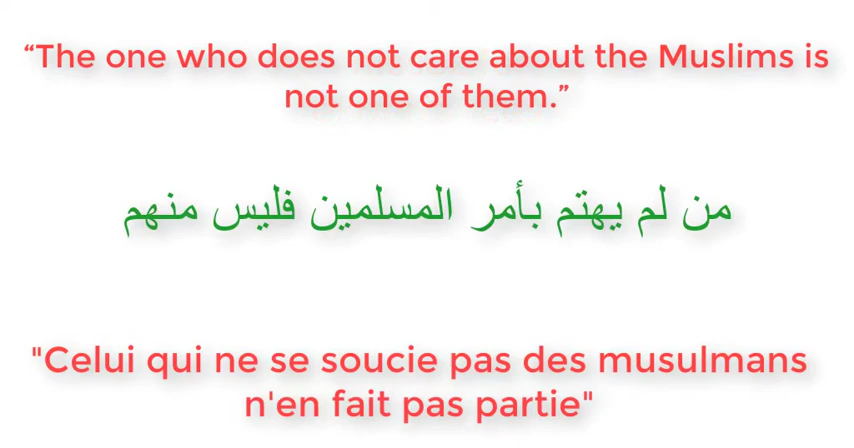 “The one who does not care about the Muslims is
not one of them.”
من لم يهتم بأمر المسلمين فليس منهم
"Celui qui ne se soucie pas des musulmans
n'en fait pas partie"